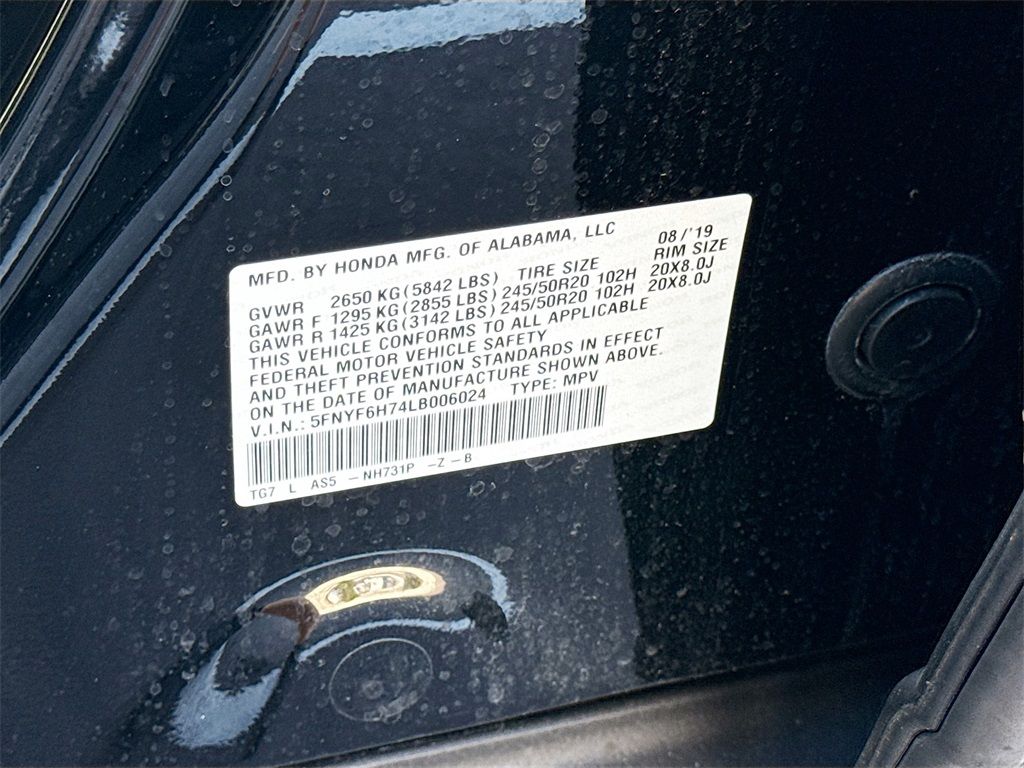 MFD. BY HONDA MFG. OF ALABAMA, LLC 08/'19
GVWR 2650 KG(5842 LBS) TIRE SIZE RIM SIZE
GAWR F 1295 KG(2855 LBS) 245/50R20 102H 20X8.0J
GAWR R 1425 KG(3142 LBS) 245/50R20 102H 20X8.0J
THIS VEHICLE CONFORMS TO ALL APPLICABLE
FEDERAL MOTOR VEHICLE SAFETY
AND THEFT PREVENTION STANDARDS IN EFFECT
ON THE DATE OF MANUFACTURE SHOWN ABOVE.
V.I.N.: 5FNYF6H74LB006024 TYPE: MPV
TG7 L AS5 -NH731P -Z-B